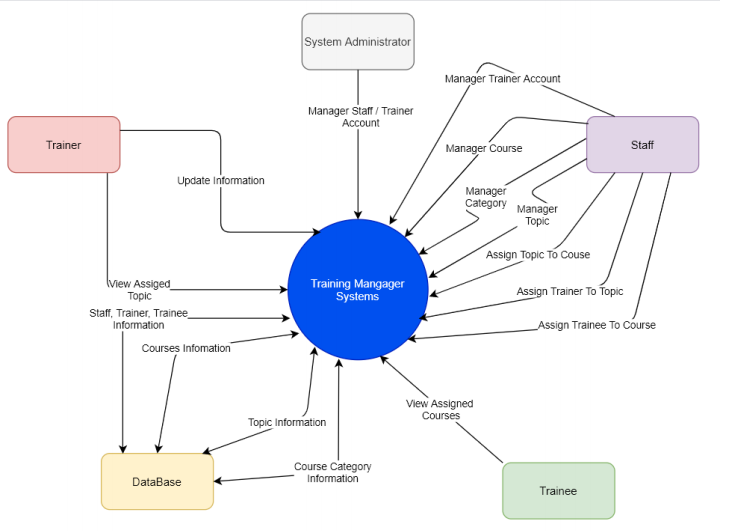 System Administrator
Manager Trainer Account
Manager Staff / Trainer
Account
Trainer
Staff
Manager Course
Update Information
Manager
Category
Manager
Topic
Assign Topic To Couse
Training Mangager
Systems
View Assiged
Topic
Assign Trainer To Topic
Staff, Trainer, Trainee
Information
Assign Trainee To Course
Courses Infomation
View Assigned
Courses
Topic Information
Course Category
Information
DataBase
Trainee